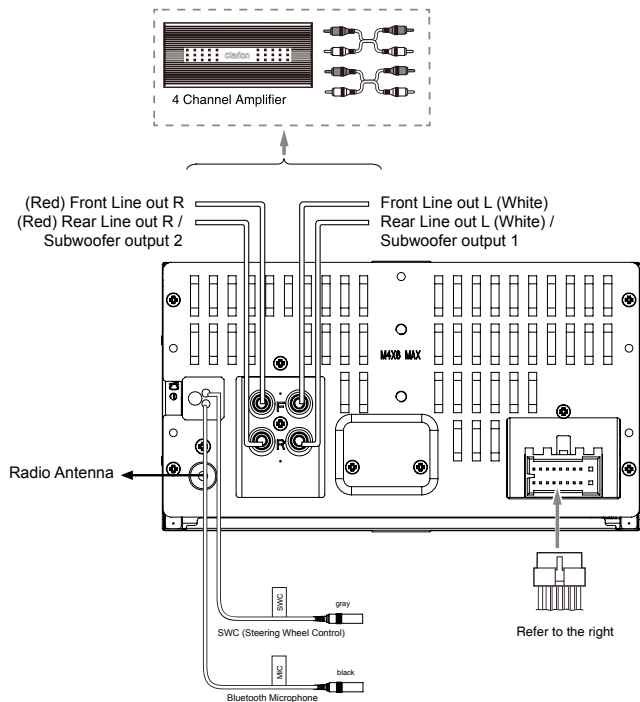 Clarion
4 Channel Amplifier
(Red) Front Line out R
(Red) Rear Line out R /
Subwoofer output 2
Front Line out L (White)
Rear Line out L (White) /
Subwoofer output 1
M4X6 MAX
F
R
Radio Antenna
SWC
gray
SWC (Steering Wheel Control)
Refer to the right
MIC
black
Bluetooth Microphone